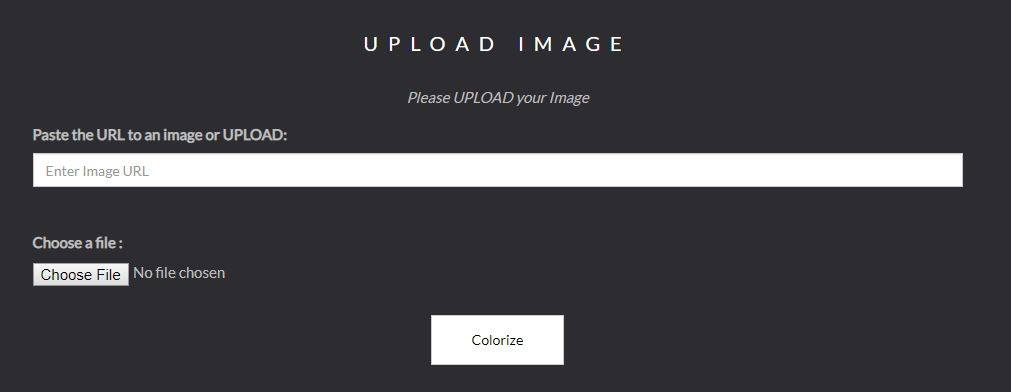 UPLOAD IMAGE
Please UPLOAD your Image
Paste the URL to an image or UPLOAD:
Enter Image URL
Choose a file :
Choose File No file chosen
Colorize